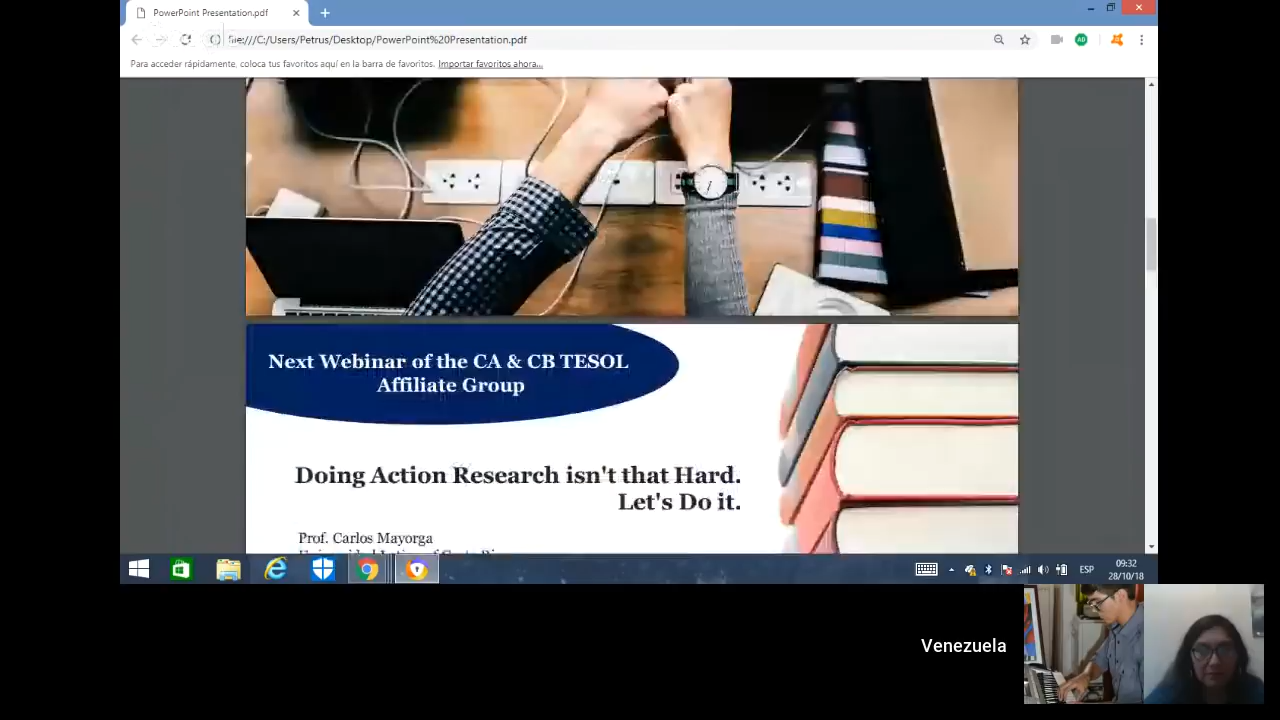 PowerPoint Presentation.pdf
file:///C:/Users/Petrus/Desktop/PowerPoint%20Presentation.pdf
AB
Para acceder rápidamente, coloca tus favoritos aquí en la barra de favoritos. Importar favoritos ahora...
Next Webinar of the CA & CB TESOL
Affiliate Group
Doing Action Research isn't that Hard.
Let's Do it.
Prof. Carlos Mayorga
ESP
09:32
28/10/18
Venezuela